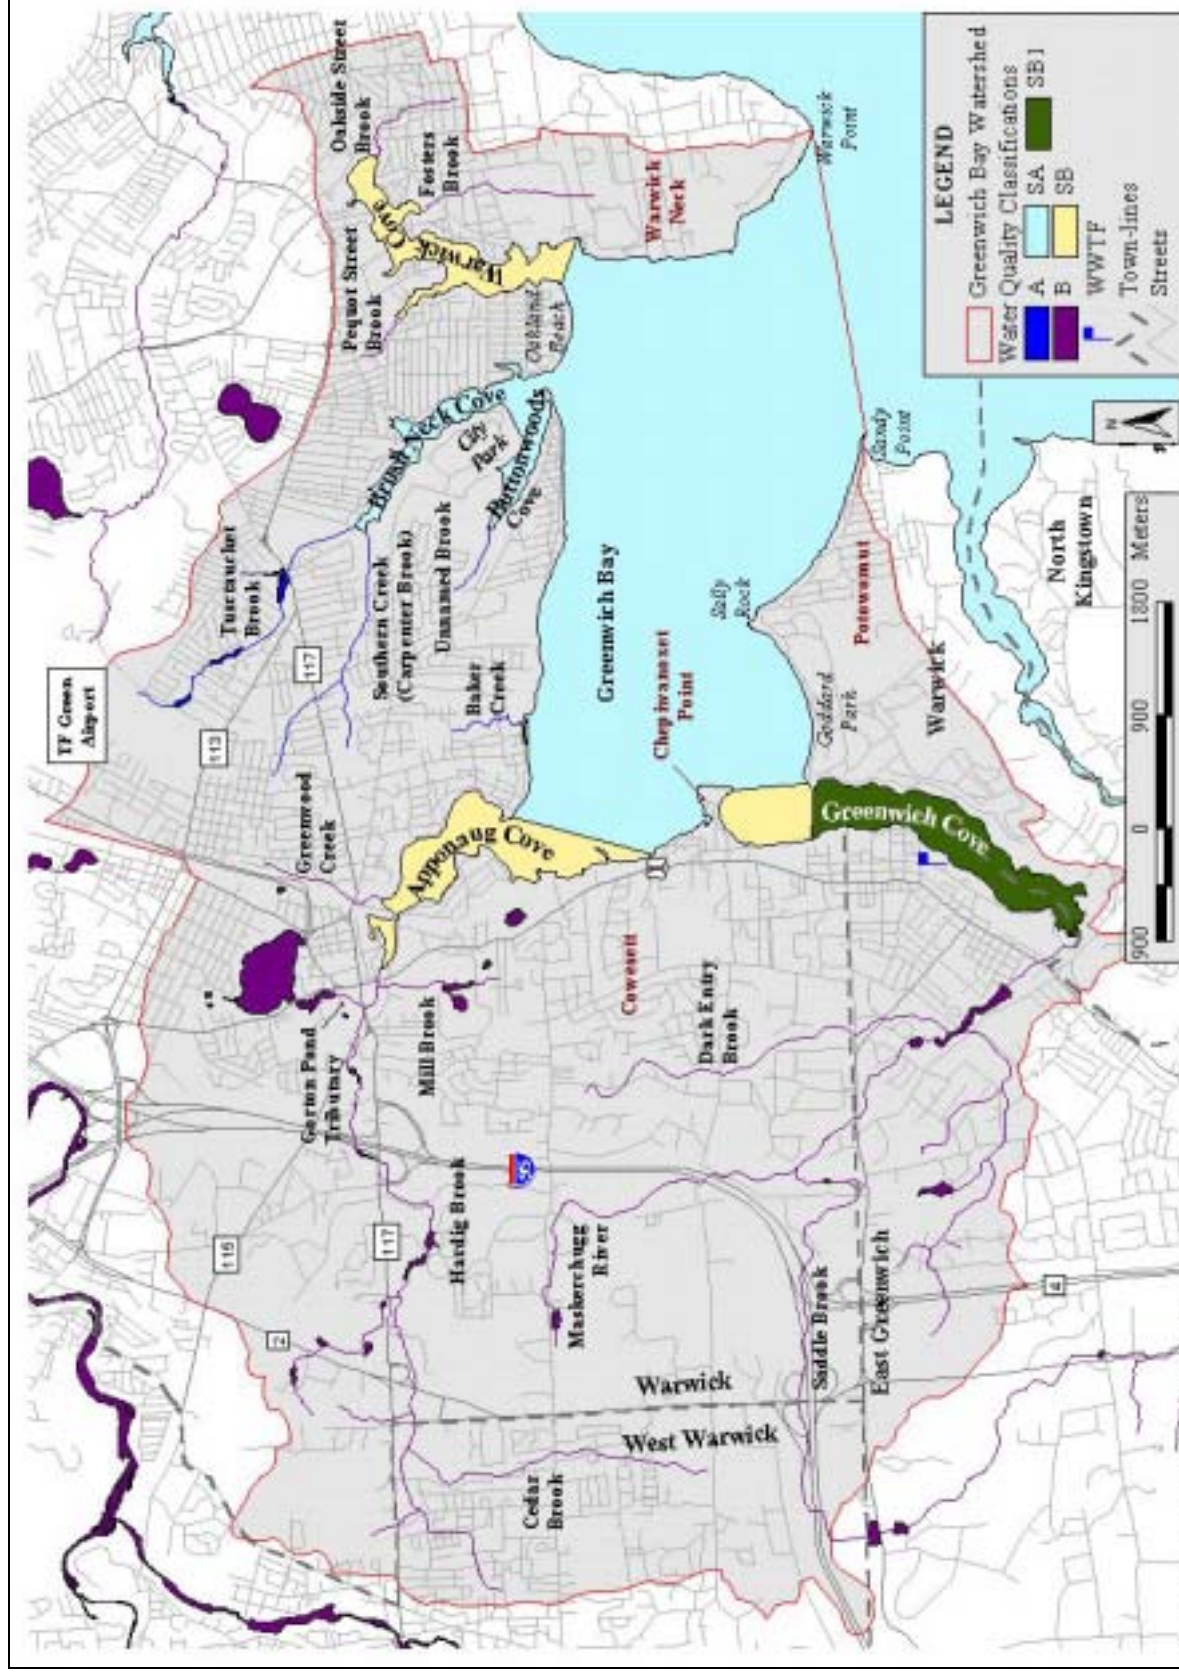 TF Green
Airport
113
117
Tuscatucket
Brook
Oakside Street
Brook
Pequot Street
Brook
Fosters
Brook
Warwick Cove
Oakland
Beach
Brush Neck Cove
City
Park
Buttonwoods
Cove
Southern Creek
(Carpenter Brook)
Unnamed Brook
Baker
Creek
Greenwood
Creek
Apponaug Cove
Gorton Pond
Tributary
Mill Brook
Hardig Brook
115
117
2
95
Maskerchugg
River
Cedar
Brook
Warwick
West Warwick
Cowesett
Dark Entry
Brook
Saddle Brook
East Greenwich
4
1
Greenwich Bay
Chepiwanoxet
Point
Sally
Rock
Goddard
Park
Greenwich Cove
Potowomut
Warwick
North
Kingstown
Sandy
Point
Warwick
Neck
Warwick
Point
LEGEND
Greenwich Bay Watershed
Water Quality Classifications
A SA SB1
B SB
WWTF
Town-lines
Streets
N
900 0 900 1800 Meters